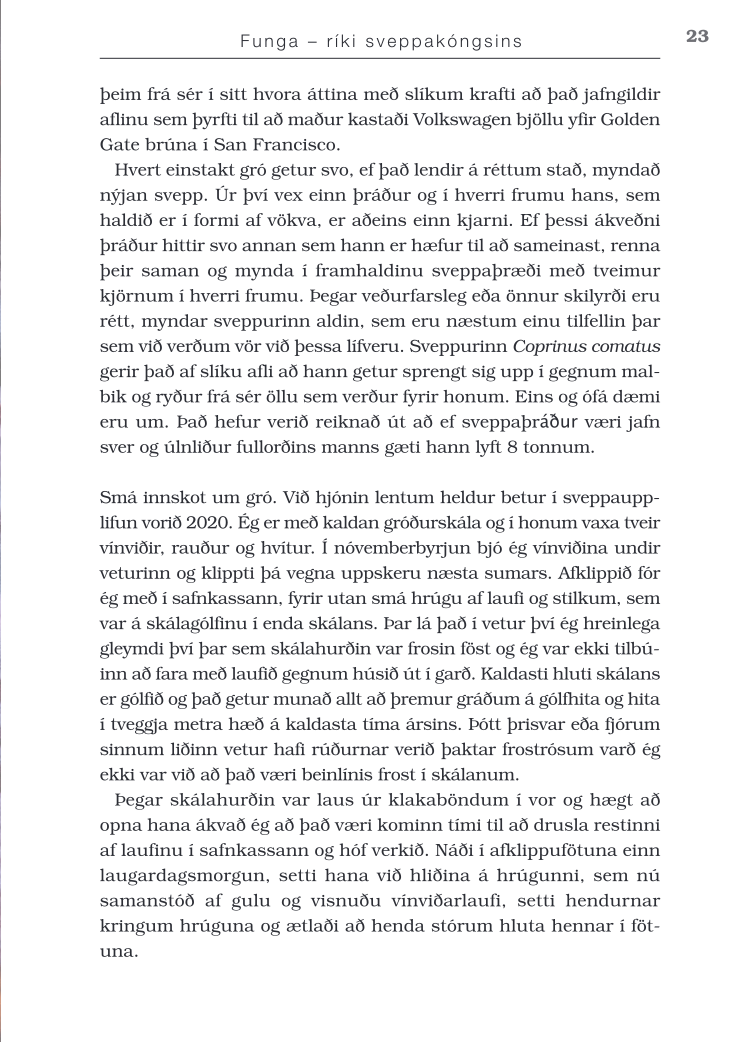 Funga – ríki sveppakóngsins
23
þeim frá sér í sitt hvora áttina með slíkum krafti að það jafngildir
aflinu sem þyrfti til að maður kastaði Volkswagen bjöllu yfir Golden
Gate brúna í San Francisco.
Hvert einstakt gró getur svo, ef það lendir á réttum stað, myndað
nýjan svepp. Úr því vex einn þráður og í hverri frumu hans, sem
haldið er í formi af vökva, er aðeins einn kjarni. Ef þessi ákveðni
þráður hittir svo annan sem hann er hæfur til að sameinast, renna
þeir saman og mynda í framhaldinu sveppaþræði með tveimur
kjörnum í hverri frumu. Þegar veðurfarsleg eða önnur skilyrði eru
rétt, myndar sveppurinn aldin, sem eru næstum einu tilfellin þar
sem við verðum vör við þessa lífveru. Sveppurinn Coprinus comatus
gerir það af slíku afli að hann getur sprengt sig upp í gegnum mal-
bik og ryður frá sér öllu sem verður fyrir honum. Eins og ófá dæmi
eru um. Það hefur verið reiknað út að ef sveppaþráður væri jafn
sver og úlnliður fullorðins manns gæti hann lyft 8 tonnum.
Smá innskot um gró. Við hjónin lentum heldur betur í sveppaupp-
lifun vorið 2020. Ég er með kaldan gróðurskála og í honum vaxa tveir
vínviðir, rauður og hvítur. Í nóvemberbyrjun bjó ég vínviðina undir
veturinn og klippti þá vegna uppskeru næsta sumars. Afklippið fór
ég með í safnkassann, fyrir utan smá hrúgu af laufi og stilkum, sem
var á skálagólfinu í enda skálans. Þar lá það í vetur því ég hreinlega
gleymdi því þar sem skálahurðin var frosin föst og ég var ekki tilbú-
inn að fara með laufið gegnum húsið út í garð. Kaldasti hluti skálans
er gólfið og það getur munað allt að þremur gráðum á gólfhita og hita
í tveggja metra hæð á kaldasta tíma ársins. Þótt þrisvar eða fjórum
sinnum liðinn vetur hafi rúðurnar verið þaktar frostrósum varð ég
ekki var við að það væri beinlínis frost í skálanum.
Þegar skálahurðin var laus úr klakaböndum í vor og hægt að
opna hana ákvað ég að það væri kominn tími til að drusla restinni
af laufinu í safnkassann og hóf verkið. Náði í afklippufötuna einn
laugardagsmorgun, setti hana við hliðina á hrúgunni, sem nú
samanstóð af gulu og visnuðu vínviðarlaufi, setti hendurnar
kringum hrúguna og ætlaði að henda stórum hluta hennar í föt-
una.